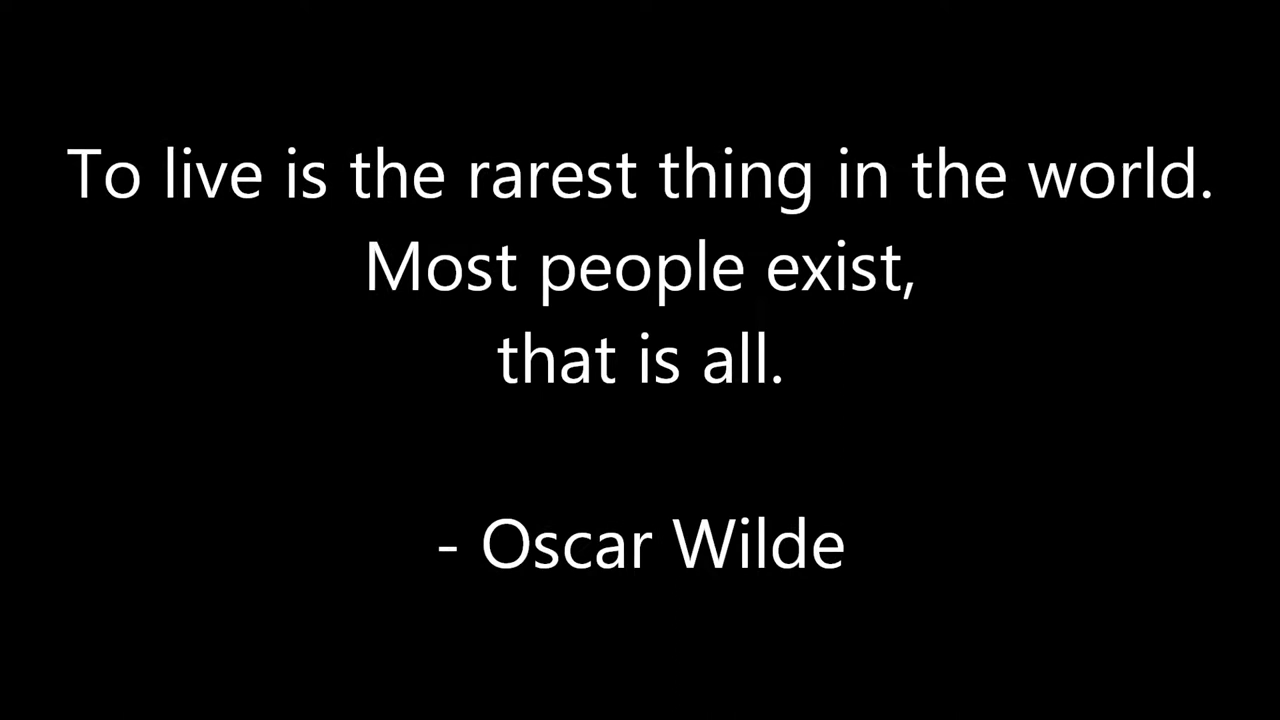 To live is the rarest thing in the world.
Most people exist,
that is all.
- Oscar Wilde